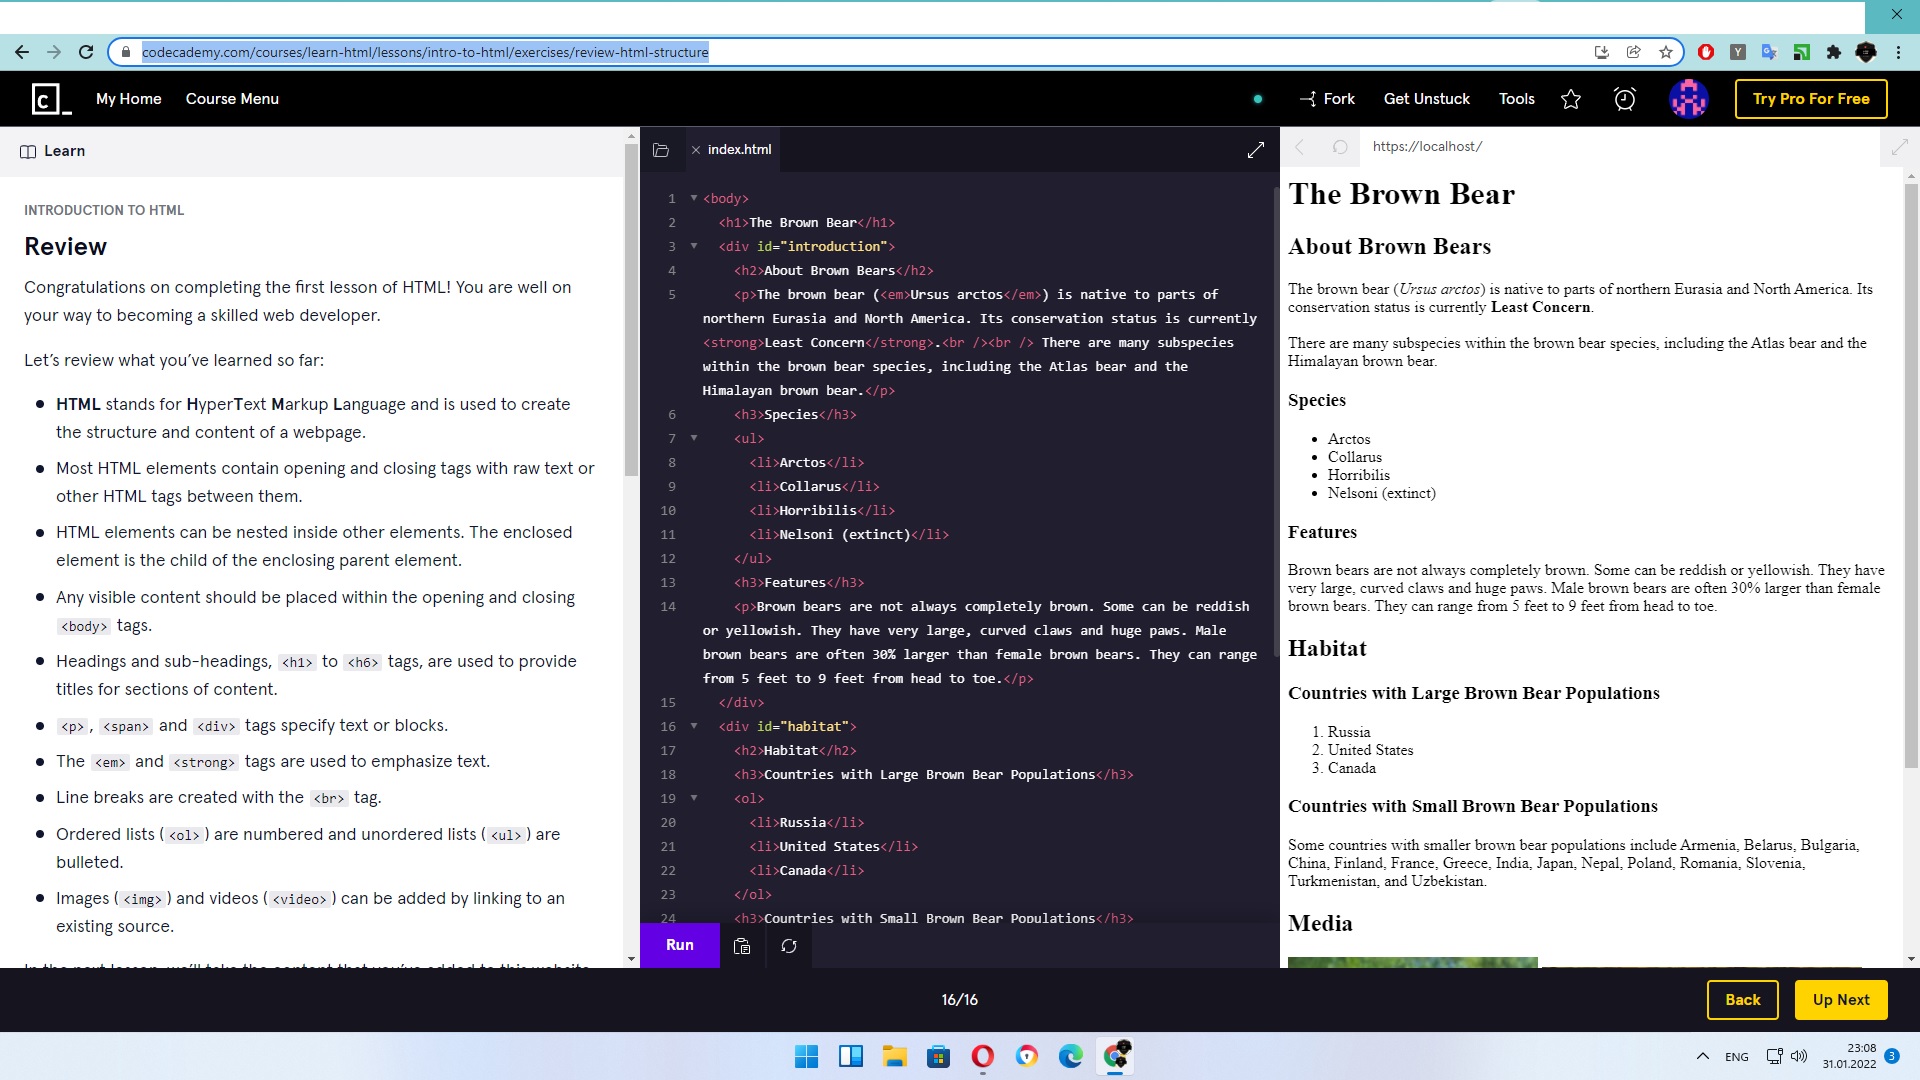 codecademy.com/courses/learn-html/lessons/intro-to-html/exercises/review-html-structure
My Home
Course Menu
Fork
Get Unstuck
Tools
Try Pro For Free
Learn
INTRODUCTION TO HTML
Review
Congratulations on completing the first lesson of HTML! You are well on
your way to becoming a skilled web developer.
Let’s review what you’ve learned so far:
HTML stands for HyperText Markup Language and is used to create
the structure and content of a webpage.
Most HTML elements contain opening and closing tags with raw text or
other HTML tags between them.
HTML elements can be nested inside other elements. The enclosed
element is the child of the enclosing parent element.
Any visible content should be placed within the opening and closing
<body> tags.
Headings and sub-headings, <h1> to <h6> tags, are used to provide
titles for sections of content.
<p>, <span> and <div> tags specify text or blocks.
The <em> and <strong> tags are used to emphasize text.
Line breaks are created with the <br> tag.
Ordered lists (<ol>) are numbered and unordered lists (<ul>) are
bulleted.
Images (<img>) and videos (<video>) can be added by linking to an
existing source.
index.html
1 <body>
2 <h1>The Brown Bear</h1>
3 <div id="introduction">
4 <h2>About Brown Bears</h2>
5 <p>The brown bear (<em>Ursus arctos</em>) is native to parts of
northern Eurasia and North America. Its conservation status is currently
<strong>Least Concern</strong>.<br /><br /> There are many subspecies
within the brown bear species, including the Atlas bear and the
Himalayan brown bear.</p>
6 <h3>Species</h3>
7 <ul>
8 <li>Arctos</li>
9 <li>Collarus</li>
10 <li>Horribilis</li>
11 <li>Nelsoni (extinct)</li>
12 </ul>
13 <h3>Features</h3>
14 <p>Brown bears are not always completely brown. Some can be reddish
or yellowish. They have very large, curved claws and huge paws. Male
brown bears are often 30% larger than female brown bears. They can range
from 5 feet to 9 feet from head to toe.</p>
15 </div>
16 <div id="habitat">
17 <h2>Habitat</h2>
18 <h3>Countries with Large Brown Bear Populations</h3>
19 <ol>
20 <li>Russia</li>
21 <li>United States</li>
22 <li>Canada</li>
23 </ol>
24 <h3>Countries with Small Brown Bear Populations</h3>
Run
https://localhost/
The Brown Bear
About Brown Bears
The brown bear (Ursus arctos) is native to parts of northern Eurasia and North America. Its
conservation status is currently Least Concern.
There are many subspecies within the brown bear species, including the Atlas bear and the
Himalayan brown bear.
Species
Arctos
Collarus
Horribilis
Nelsoni (extinct)
Features
Brown bears are not always completely brown. Some can be reddish or yellowish. They have
very large, curved claws and huge paws. Male brown bears are often 30% larger than female
brown bears. They can range from 5 feet to 9 feet from head to toe.
Habitat
Countries with Large Brown Bear Populations
1. Russia
2. United States
3. Canada
Countries with Small Brown Bear Populations
Some countries with smaller brown bear populations include Armenia, Belarus, Bulgaria,
China, Finland, France, Greece, India, Japan, Nepal, Poland, Romania, Slovenia,
Turkmenistan, and Uzbekistan.
Media
16/16
Back
Up Next
ENG
23:08
31.01.2022
3